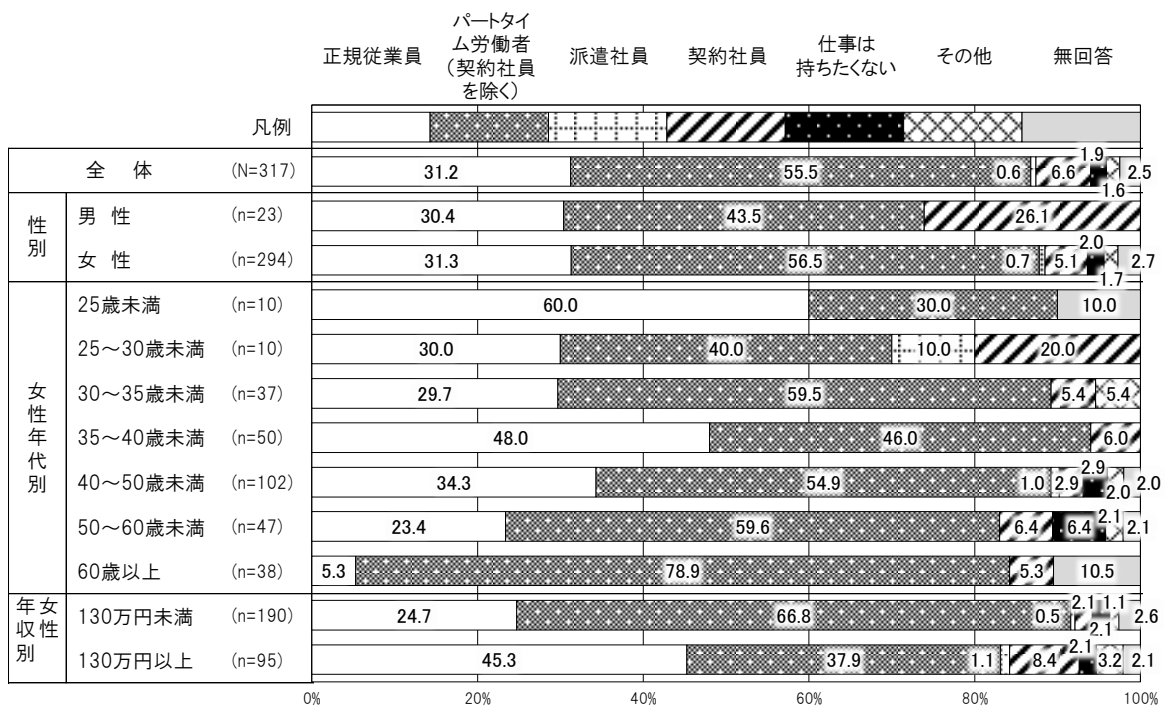 正規従業員 パートタイム労働者（契約社員を除く） 派遣社員 契約社員 仕事は持ちたくない その他 無回答
凡例
全 体 (N=317) 31.2 55.5 0.6 6.6 1.9 1.6 2.5
性別
男 性 (n=23) 30.4 43.5 26.1
女 性 (n=294) 31.3 56.5 0.7 5.1 2.0 1.7 2.7
女性年代別
25歳未満 (n=10) 60.0 30.0 10.0
25～30歳未満 (n=10) 30.0 40.0 10.0 20.0
30～35歳未満 (n=37) 29.7 59.5 5.4 5.4
35～40歳未満 (n=50) 48.0 46.0 6.0
40～50歳未満 (n=102) 34.3 54.9 1.0 2.9 2.9 2.0 2.0
50～60歳未満 (n=47) 23.4 59.6 6.4 6.4 2.1 2.1
60歳以上 (n=38) 5.3 78.9 5.3 10.5
女性年収別
130万円未満 (n=190) 24.7 66.8 0.5 2.1 2.1 1.1 2.6
130万円以上 (n=95) 45.3 37.9 1.1 8.4 2.1 3.2 2.1
0% 20% 40% 60% 80% 100%